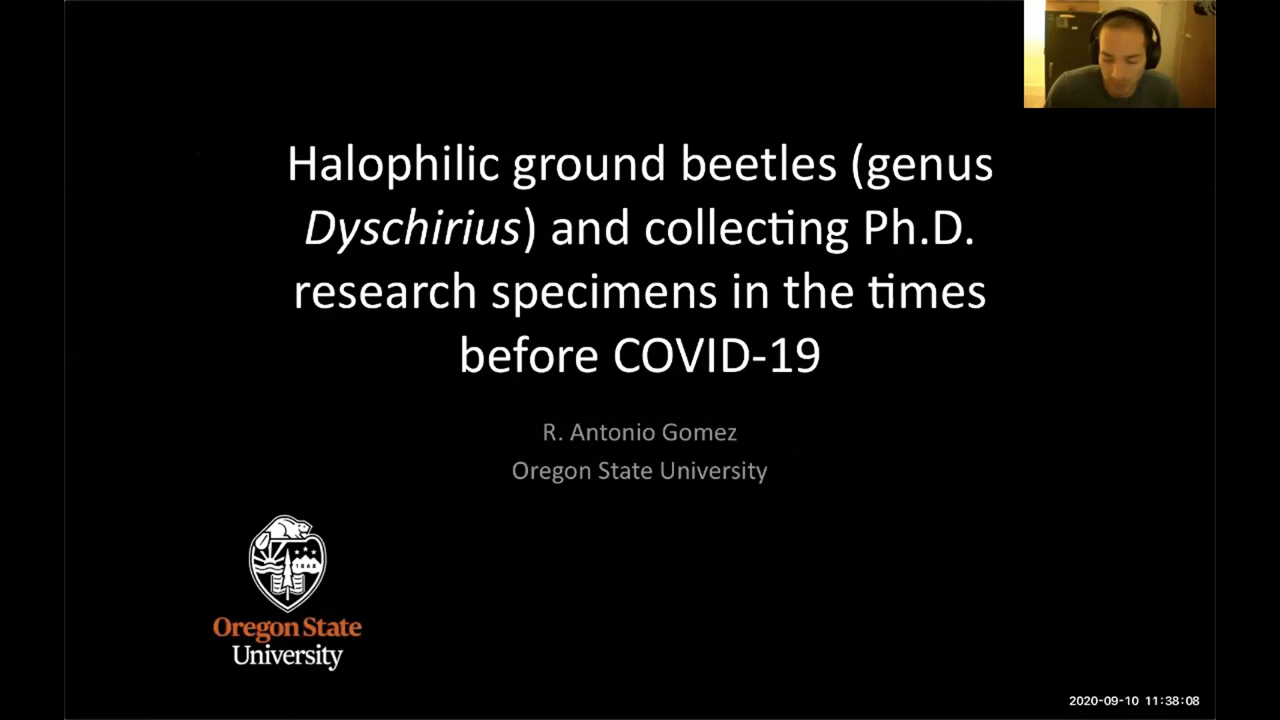 Halophilic ground beetles (genus
Dyschirius) and collecting Ph.D.
research specimens in the times
before COVID-19
R. Antonio Gomez
Oregon State University
1868
Oregon State
University
2020-09-10 11:38:08